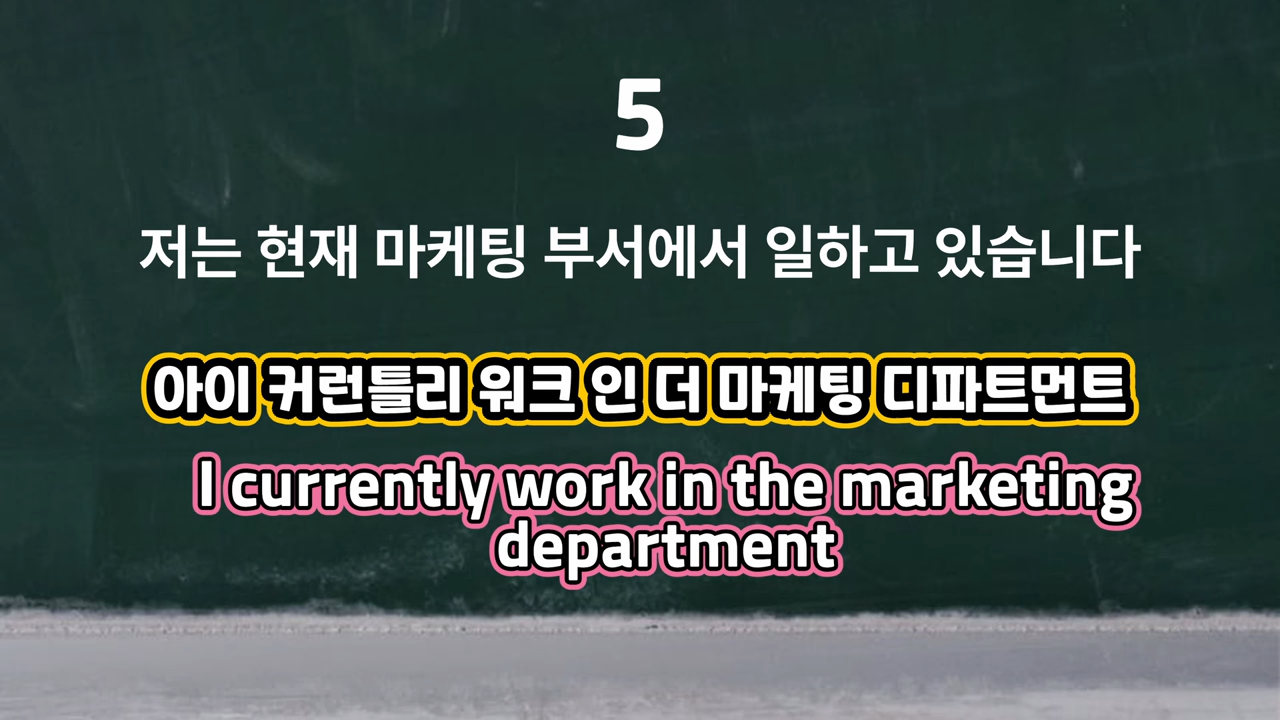 5
저는 현재 마케팅 부서에서 일하고 있습니다
아이 커런틀리 워크 인 더 마케팅 디파트먼트
I currently work in the marketing
department